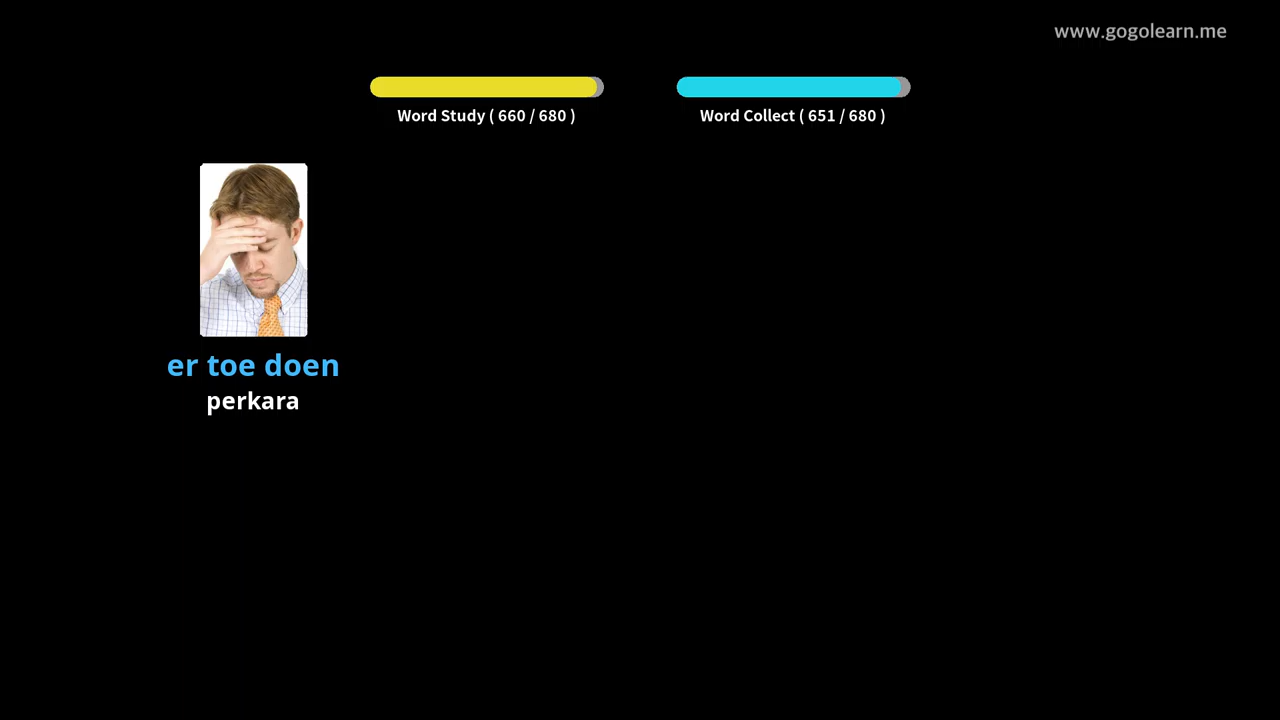 www.gogolearn.me
Word Study ( 660 / 680 )
Word Collect ( 651 / 680 )
er toe doen
perkara